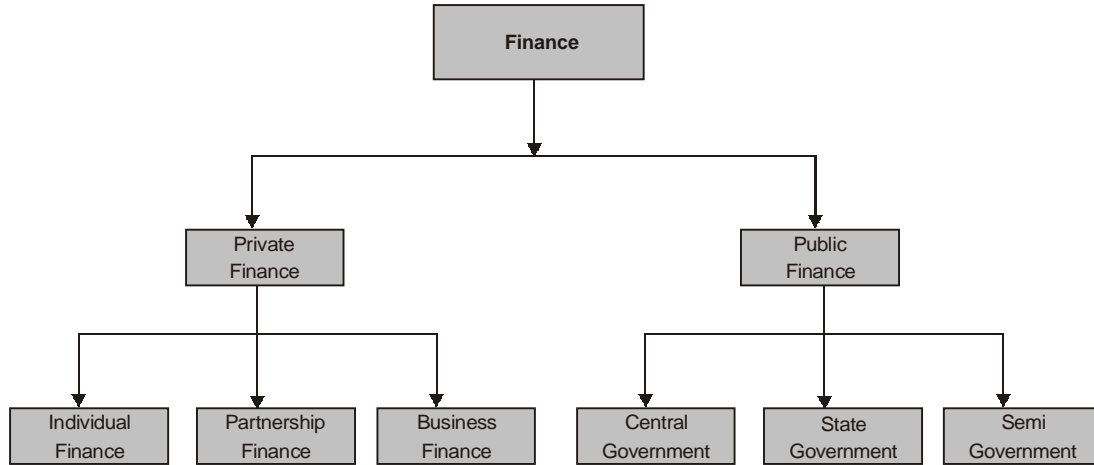 Finance
Private
Finance
Public
Finance
Individual
Finance
Partnership
Finance
Business
Finance
Central
Government
State
Government
Semi
Government